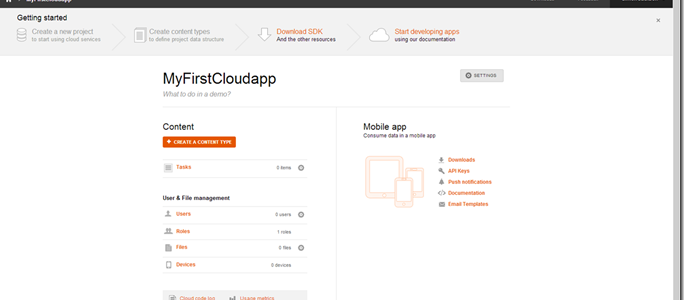 Getting started
Create a new project
to start using cloud services
Create content types
to define project data structure
Download SDK
And the other resources
Start developing apps
using our documentation
×
MyFirstCloudapp
What to do in a demo?
SETTINGS
Content
+ CREATE A CONTENT TYPE
Tasks 0 items
User & File management
Users 0 users
Roles 1 roles
Files 0 files
Devices 0 devices
Cloud code log Usage metrics
Mobile app
Consume data in a mobile app
Downloads
API Keys
Push notifications
Documentation
Email Templates